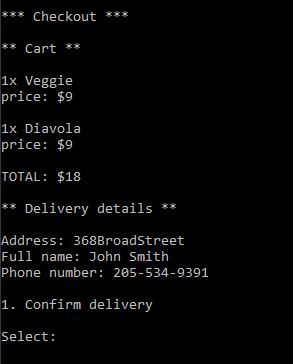 *** Checkout ***
** Cart **
1x Veggie
price: $9
1x Diavola
price: $9
TOTAL: $18
** Delivery details **
Address: 368BroadStreet
Full name: John Smith
Phone number: 205-534-9391
1. Confirm delivery
Select: